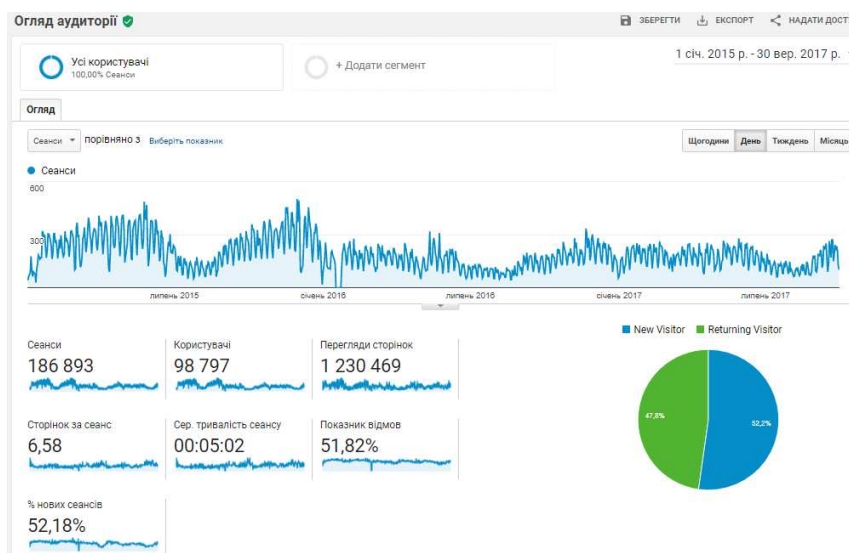 Огляд аудиторії
ЗБЕРЕГТИ ЕКСПОРТ НАДАТИ ДОСТ
Усі користувачі
100,00% Сеанси
+ Додати сегмент
1 січ. 2015 р. - 30 вер. 2017 р.
Огляд
Сеанси порівняно з Виберіть показник
Щогодини День Тиждень Місяць
Сеанси
600
300
липень 2015 січень 2016 липень 2016 січень 2017 липень 2017
New Visitor Returning Visitor
Сеанси Користувачі Перегляди сторінок
186 893 98 797 1 230 469
47,8% 52,2%
Сторінок за сеанс Сер. тривалість сеансу Показник відмов
6,58 00:05:02 51,82%
% нових сеансів
52,18%